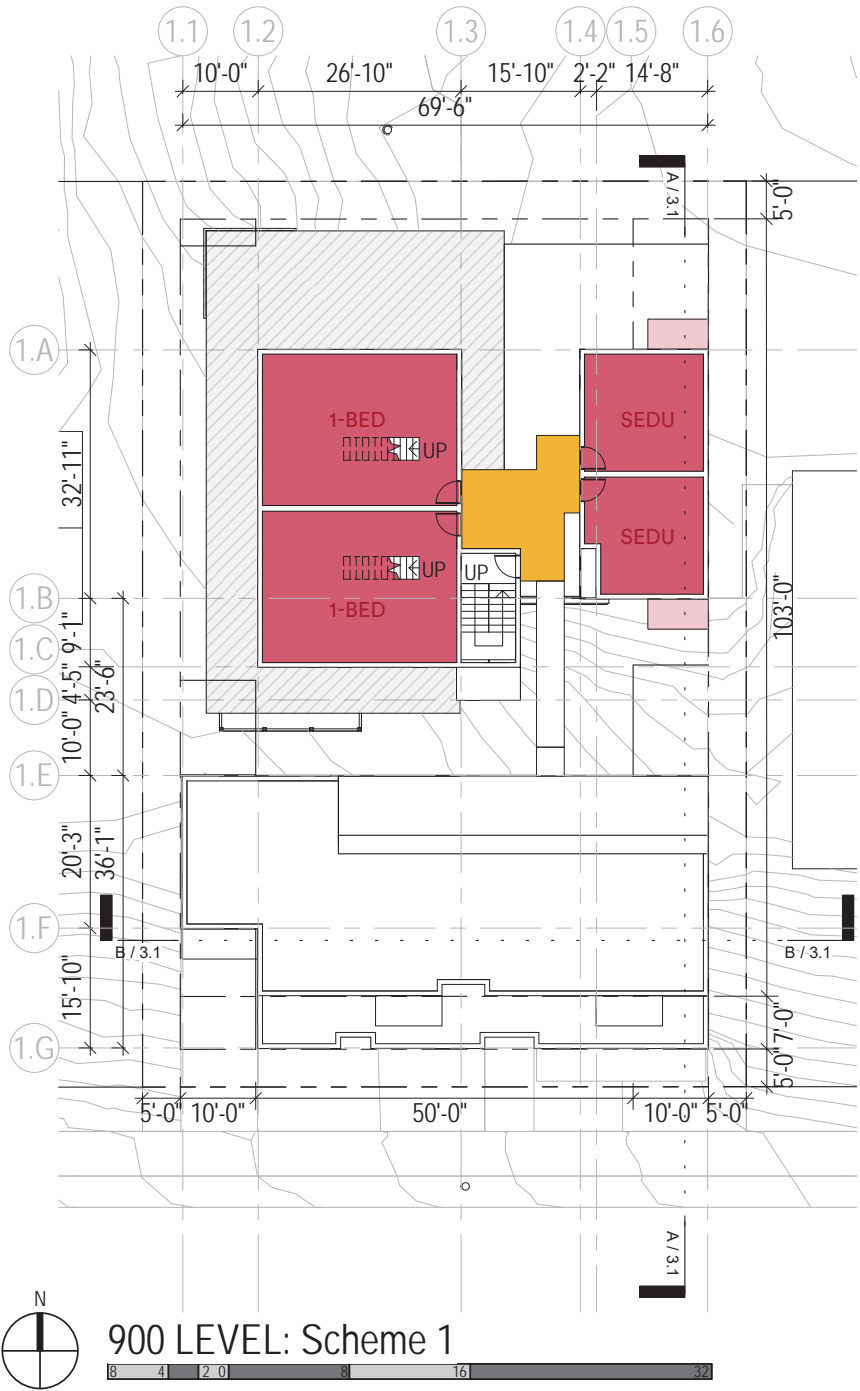 1.1 1.2 1.3 1.4 1.5 1.6
10'-0" 26'-10" 15'-10" 2'-2" 14'-8"
69'-6"
A / 3.1
5'-0"
1.A
1-BED
UP
SEDU
32'-11"
SEDU
UP UP
1-BED
1.B
103'-0"
9'-1"
1.C
4'-5"
23'-6"
1.D
10'-0"
1.E
20'-3"
36'-1"
1.F
B / 3.1 B / 3.1
15'-10"
7'-0"
1.G
5'-0"
5'-0" 10'-0" 50'-0" 10'-0" 5'-0"
A / 3.1
N
900 LEVEL: Scheme 1
8 4 2 0 8 16 32